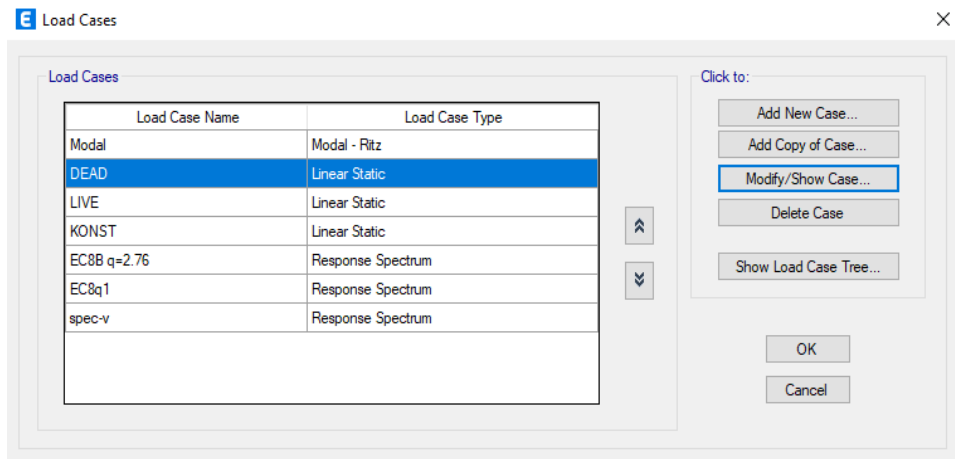 E Load Cases
Load Cases
Load Case Name Load Case Type
Modal Modal - Ritz
DEAD Linear Static
LIVE Linear Static
KONST Linear Static
EC8B q=2.76 Response Spectrum
EC8q1 Response Spectrum
spec-v Response Spectrum
Click to:
Add New Case...
Add Copy of Case...
Modify/Show Case...
Delete Case
Show Load Case Tree...
OK
Cancel